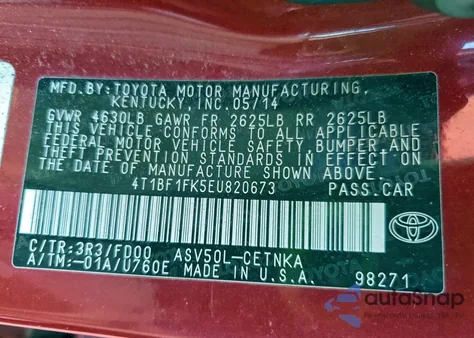 MFD. BY: TOYOTA MOTOR MANUFACTURING,
KENTUCKY, INC. 05/14
GVWR 4630LB GAWR FR 2625LB RR 2625LB
THIS VEHICLE CONFORMS TO ALL APPLICABLE
FEDERAL MOTOR VEHICLE SAFETY, BUMPER, AND
THEFT PREVENTION STANDARDS IN EFFECT ON
THE DATE OF MANUFACTURE SHOWN ABOVE.
4T1BF1FK5EU820673 PASS.CAR
TOYOTA
C/TR:3R3/FD00 ASV50L-CETNKA
A/TM:-01A/U760E MADE IN U.S.A. 98271
autosnap